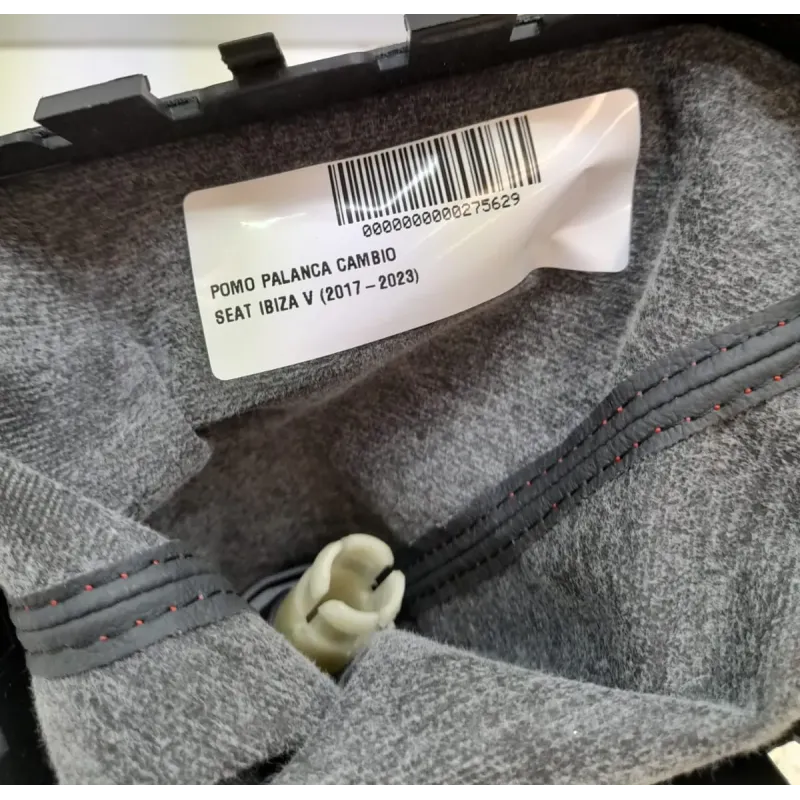 0000000000275629
POMO PALANCA CAMBIO
SEAT IBIZA V (2017-2023)